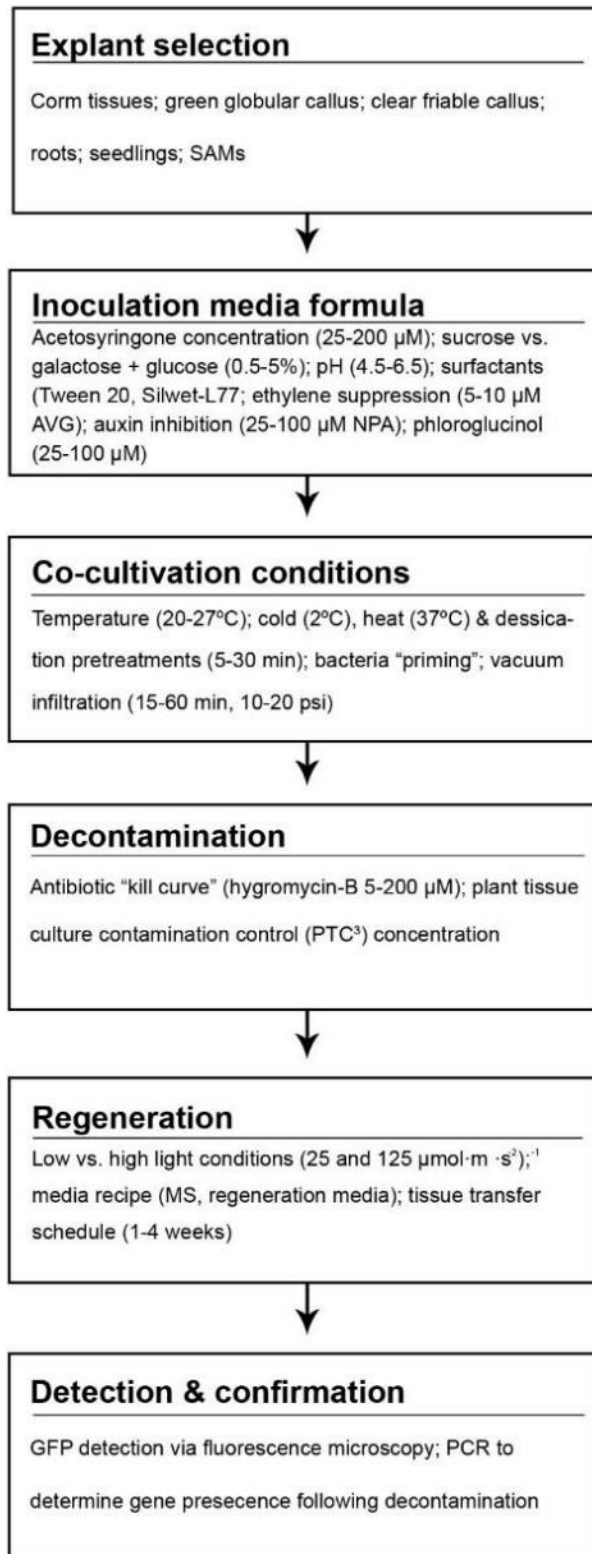 Explant selection
Corm tissues; green globular callus; clear friable callus;
roots; seedlings; SAMs
Inoculation media formula
Acetosyringone concentration (25-200 μM); sucrose vs.
galactose + glucose (0.5-5%); pH (4.5-6.5); surfactants
(Tween 20, Silwet-L77; ethylene suppression (5-10 μM
AVG); auxin inhibition (25-100 μM NPA); phloroglucinol
(25-100 μM)
Co-cultivation conditions
Temperature (20-27ºC); cold (2ºC), heat (37ºC) & dessica-
tion pretreatments (5-30 min); bacteria “priming”; vacuum
infiltration (15-60 min, 10-20 psi)
Decontamination
Antibiotic “kill curve” (hygromycin-B 5-200 μM); plant tissue
culture contamination control (PTC³) concentration
Regeneration
Low vs. high light conditions (25 and 125 μmol·m ·s²);⁻¹
media recipe (MS, regeneration media); tissue transfer
schedule (1-4 weeks)
Detection & confirmation
GFP detection via fluorescence microscopy; PCR to
determine gene presecence following decontamination